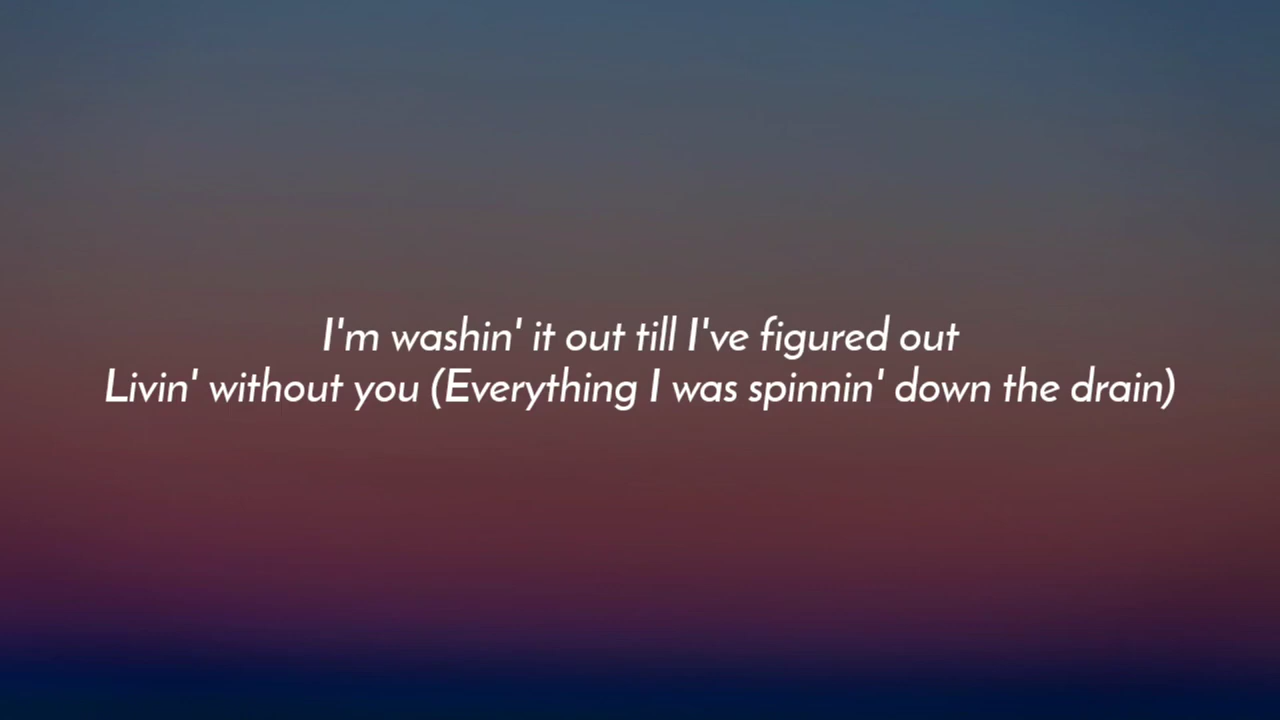 I'm washin' it out till I've figured out
Livin' without you (Everything I was spinnin' down the drain)